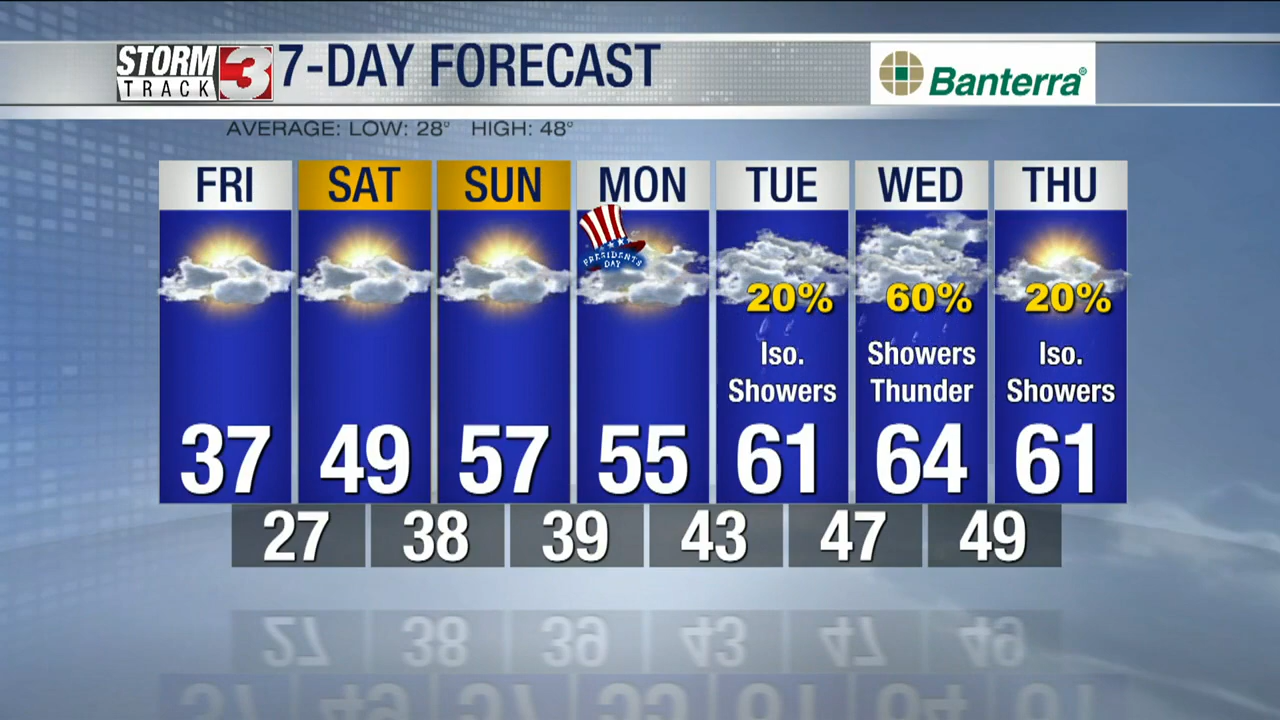 STORM TRACK 3 7-DAY FORECAST Banterra®
AVERAGE: LOW: 28° HIGH: 48°
FRI SAT SUN MON TUE WED THU
PRESIDENTS
DAY
20% 60% 20%
Iso. Showers Iso.
Showers Thunder Showers
37 49 57 55 61 64 61
27 38 39 43 47 49